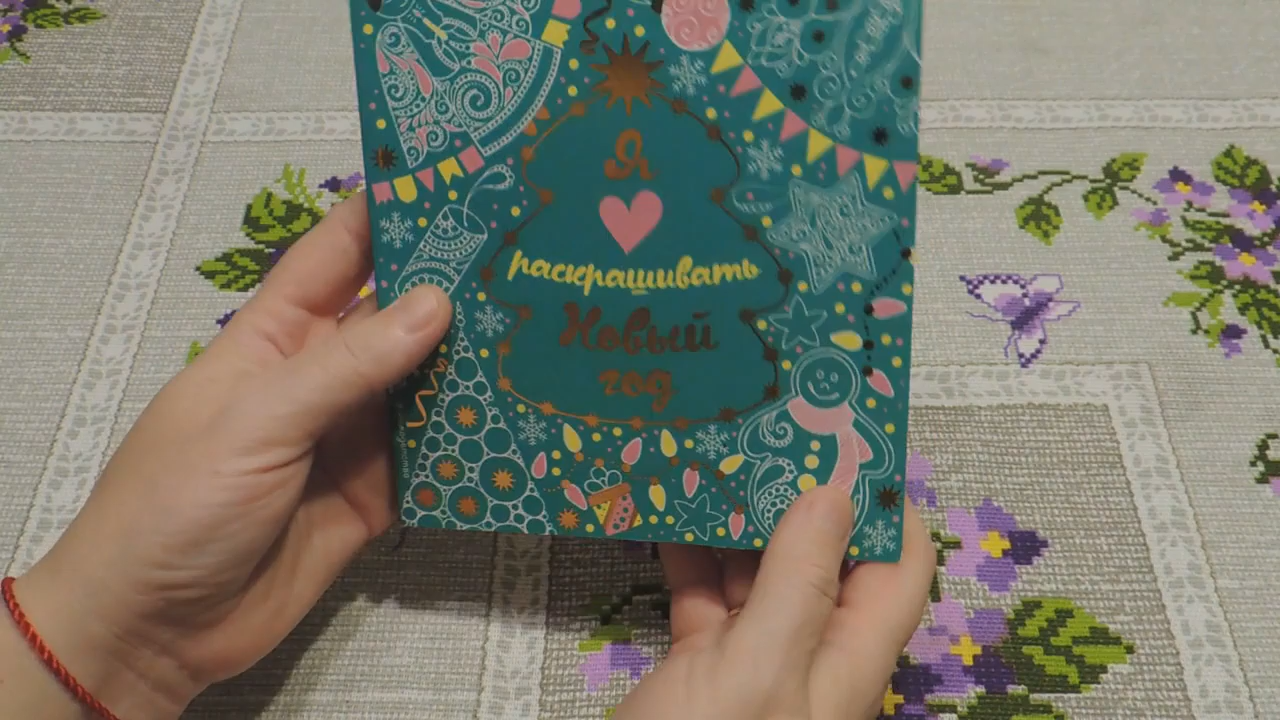 Я
раскрашивать
Новый
год